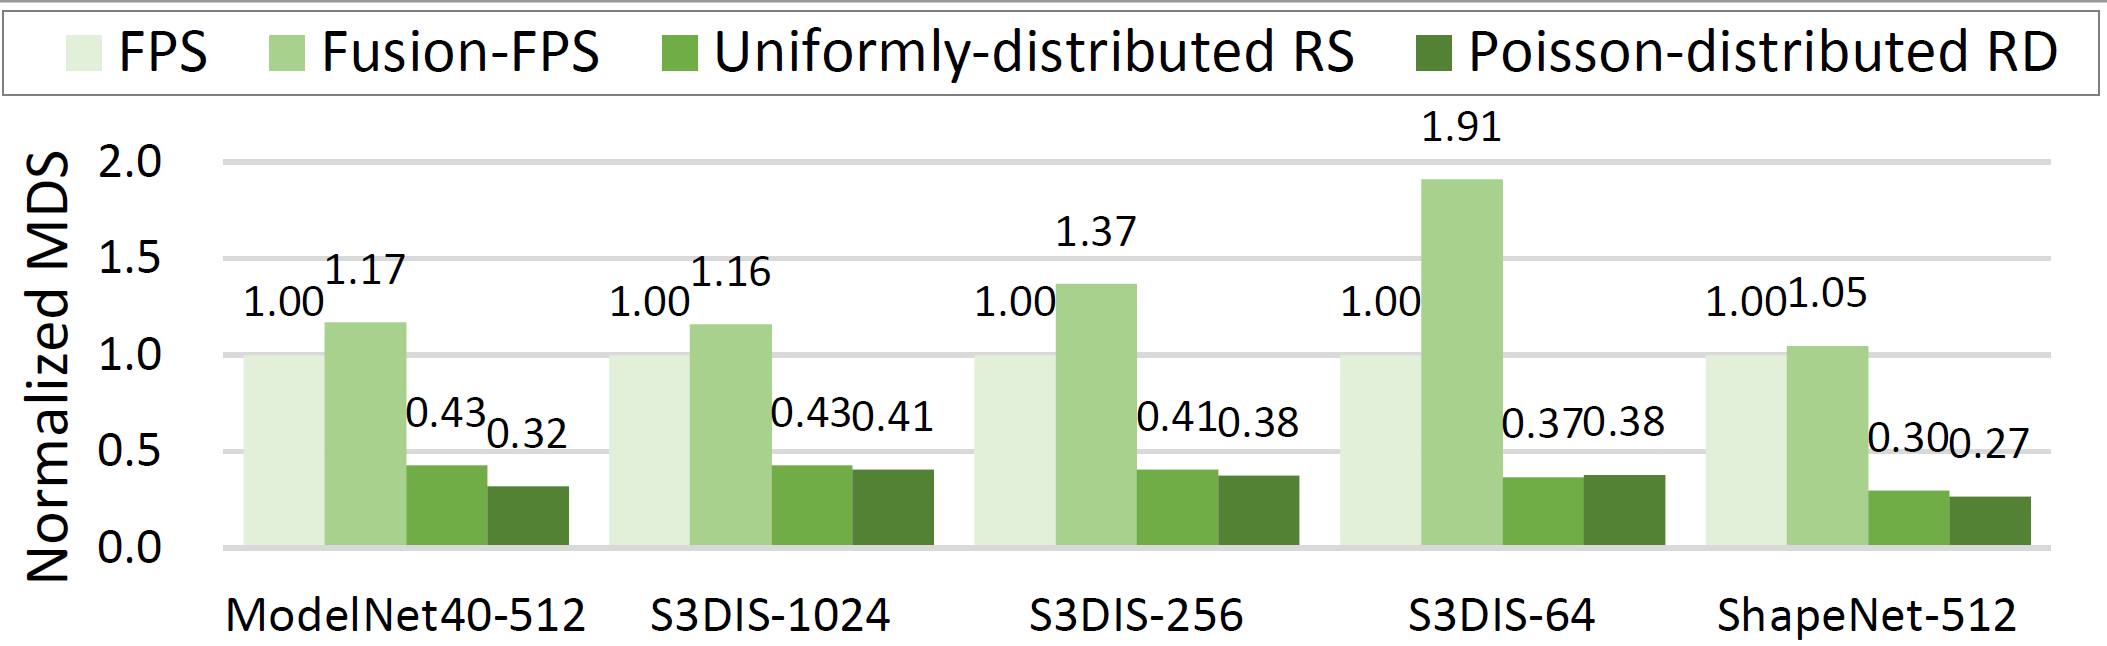 FPS Fusion-FPS Uniformly-distributed RS Poisson-distributed RD
Normalized MDS
2.0
1.5
1.0
0.5
0.0
1.00 1.17 0.43 0.32
1.00 1.16 0.43 0.41
1.00 1.37 0.41 0.38
1.00 1.91 0.37 0.38
1.00 1.05 0.30 0.27
ModelNet40-512 S3DIS-1024 S3DIS-256 S3DIS-64 ShapeNet-512